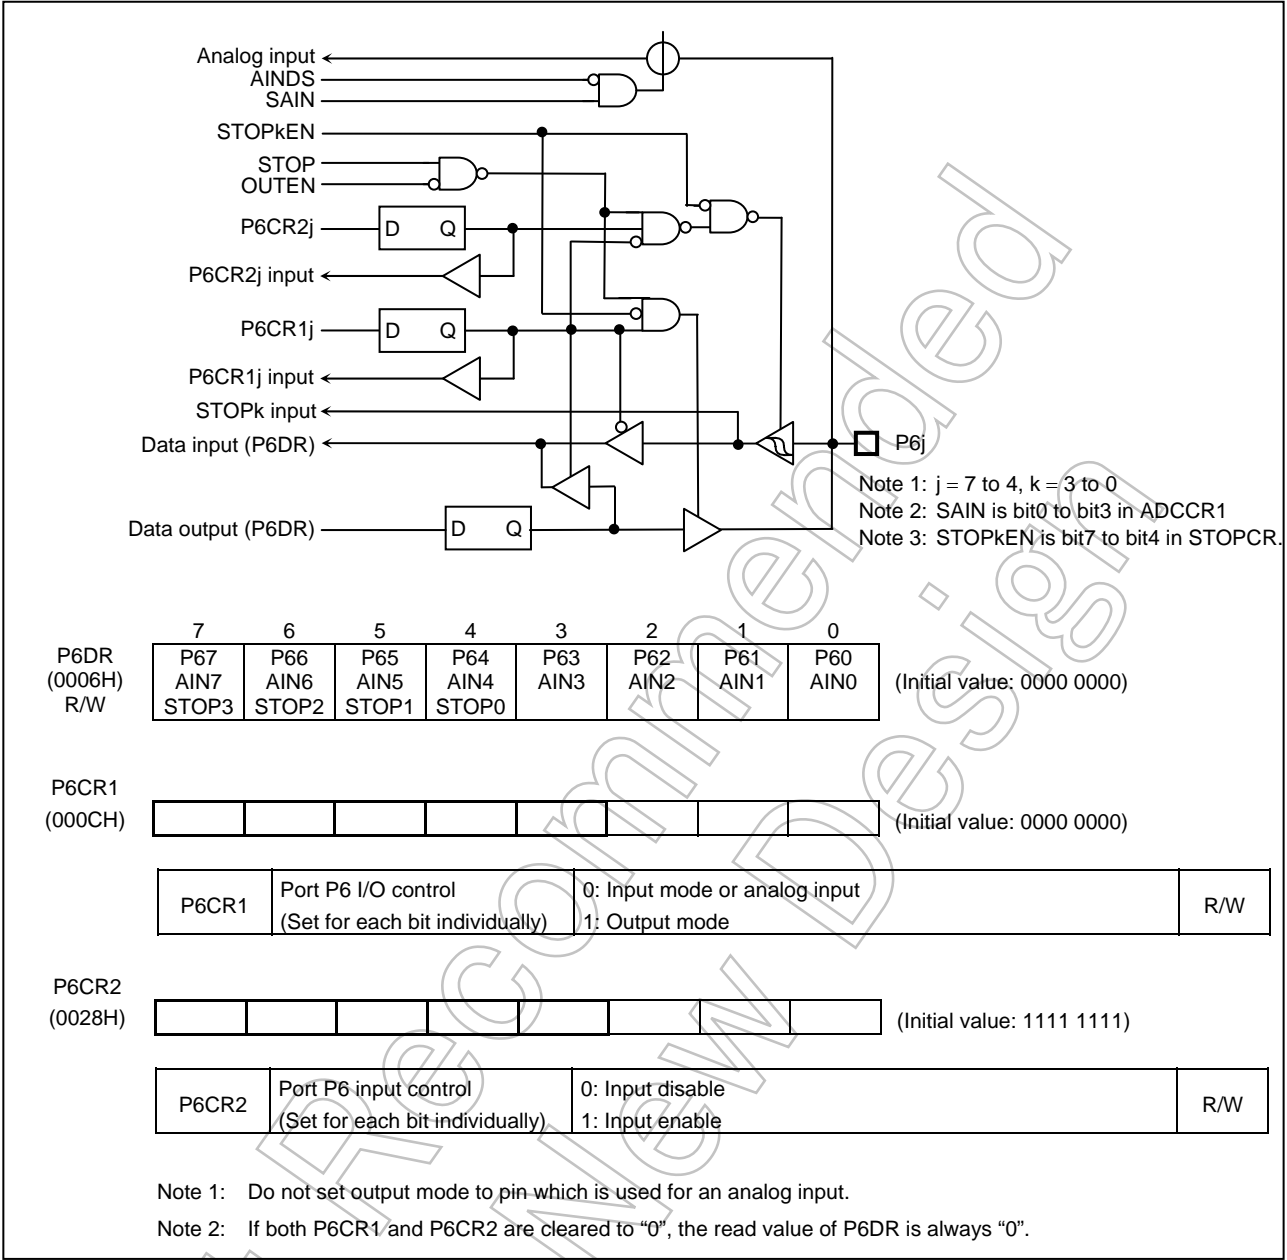 Analog input
AINDS
SAIN
STOPkEN
STOP
OUTEN
P6CR2j
D Q
P6CR2j input
P6CR1j
D Q
P6CR1j input
STOPk input
Data input (P6DR)
P6j
Note 1: j = 7 to 4, k = 3 to 0
Note 2: SAIN is bit0 to bit3 in ADCCR1
Data output (P6DR)
D Q
Note 3: STOPkEN is bit7 to bit4 in STOPCR.
7 6 5 4 3 2 1 0
P6DR P67 P66 P65 P64 P63 P62 P61 P60
(0006H) AIN7 AIN6 AIN5 AIN4 AIN3 AIN2 AIN1 AIN0 (Initial value: 0000 0000)
R/W STOP3 STOP2 STOP1 STOP0
P6CR1
(000CH) (Initial value: 0000 0000)
P6CR1 Port P6 I/O control 0: Input mode or analog input R/W
(Set for each bit individually) 1: Output mode
P6CR2
(0028H) (Initial value: 1111 1111)
P6CR2 Port P6 input control 0: Input disable R/W
(Set for each bit individually) 1: Input enable
Note 1: Do not set output mode to pin which is used for an analog input.
Note 2: If both P6CR1 and P6CR2 are cleared to “0”, the read value of P6DR is always “0”.
Recommended
New Design